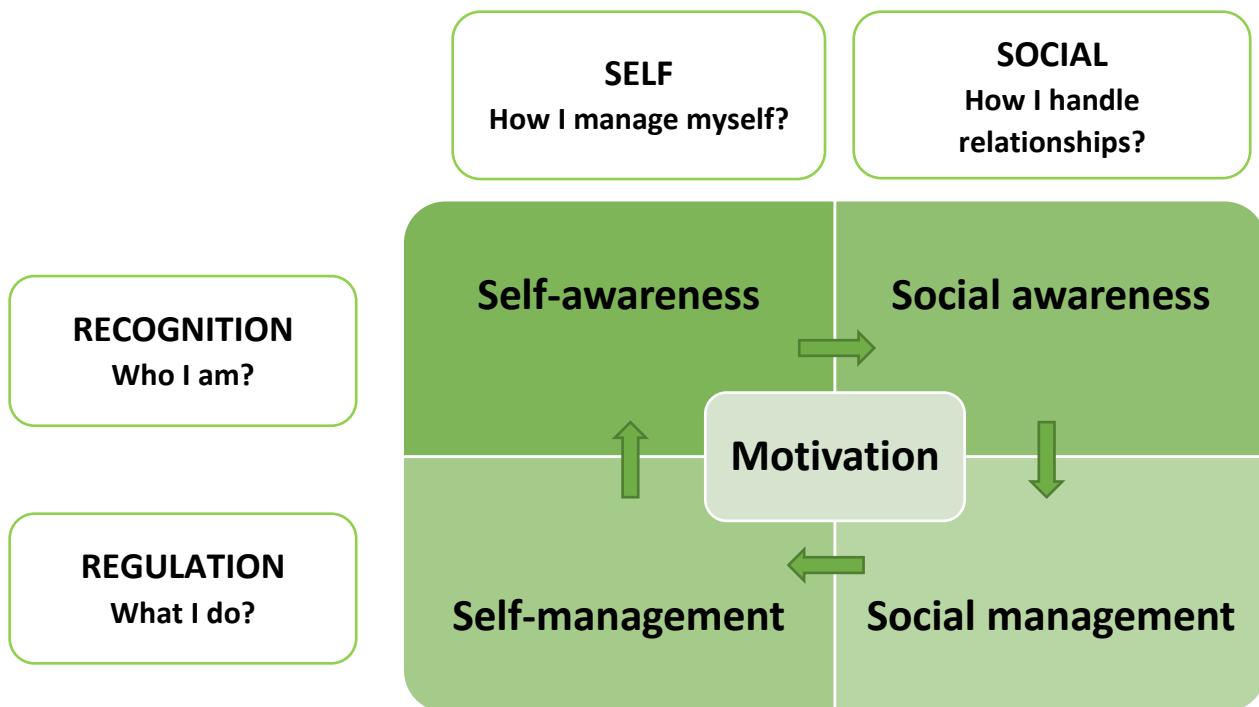 SELF
How I manage myself?
SOCIAL
How I handle
relationships?
RECOGNITION
Who I am?
Self-awareness
Social awareness
Motivation
REGULATION
What I do?
Self-management
Social management